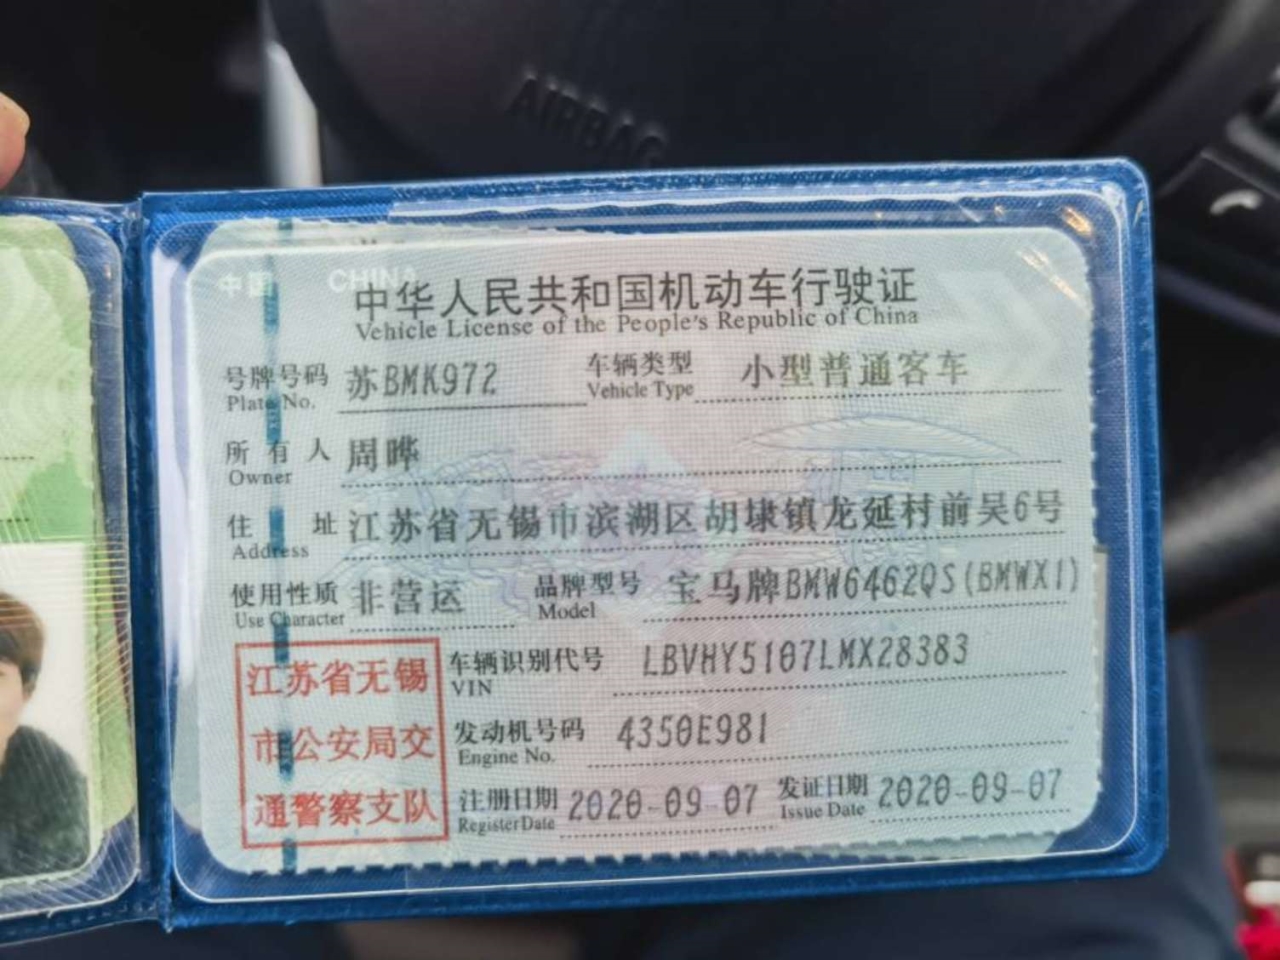 AIRBAG
中国 CHINA
中华人民共和国机动车行驶证
Vehicle License of the People's Republic of China
号牌号码 苏BMK972 车辆类型 小型普通客车
Plate No. Vehicle Type
所有人 周晔
Owner
住址 江苏省无锡市滨湖区胡埭镇龙延村前吴6号
Address
使用性质 非营运 品牌型号 宝马牌BMW6462QS(BMWX1)
Use Character Model
江苏省无锡
市公安局交
通警察支队
车辆识别代号 LBVHY5107LMX28383
VIN
发动机号码 4350E981
Engine No.
注册日期 2020-09-07 发证日期 2020-09-07
Register Date Issue Date